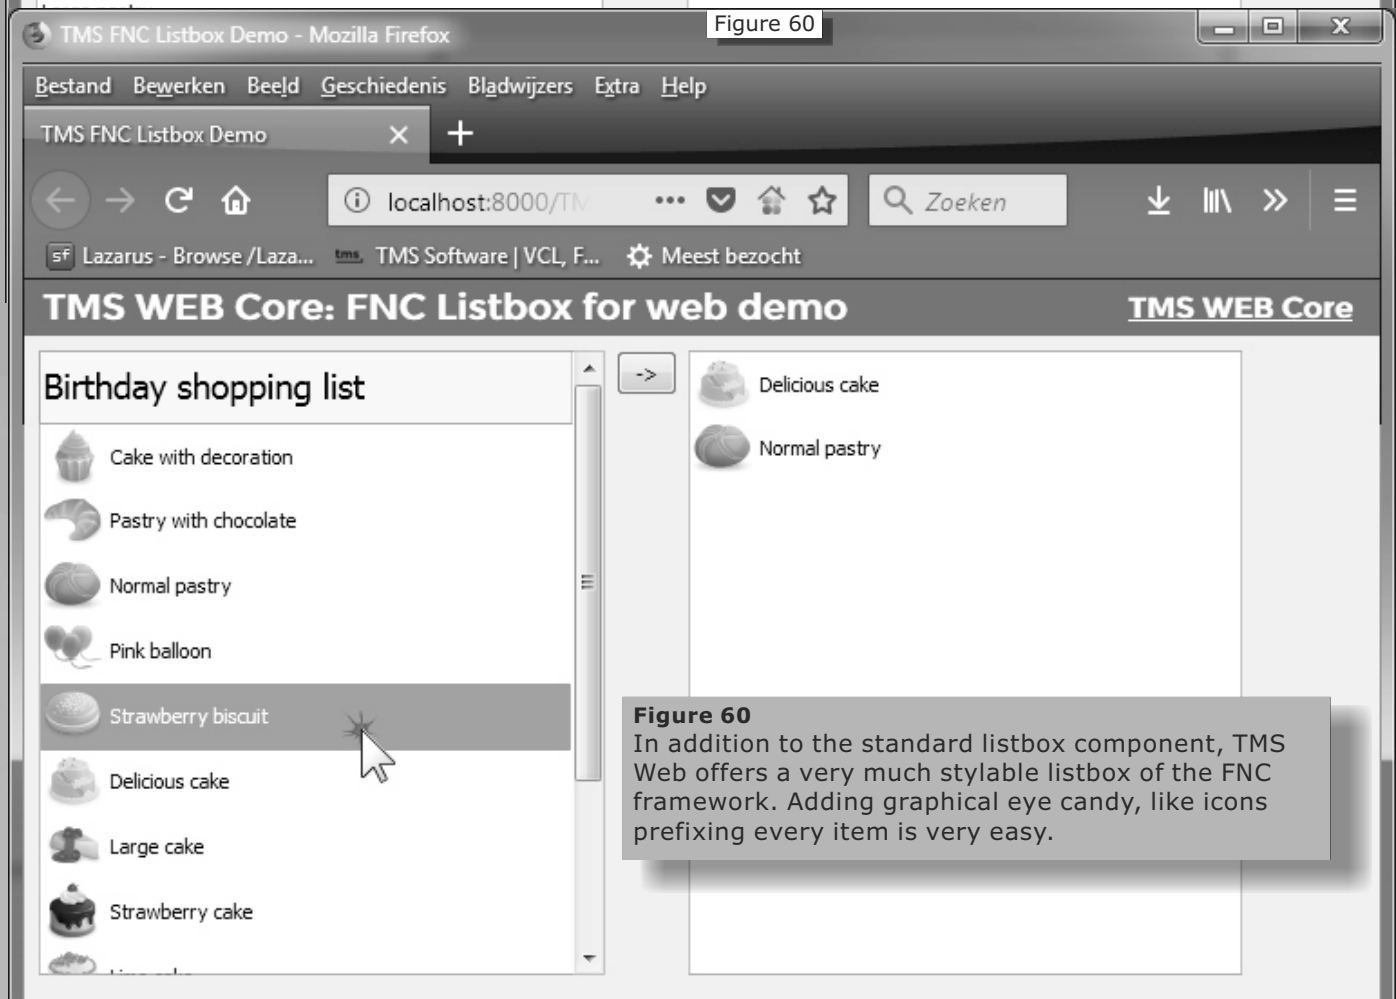 Figure 60
TMS FNC Listbox Demo - Mozilla Firefox
Bestand Bewerken Beeld Geschiedenis Bladwijzers Extra Help
TMS FNC Listbox Demo
localhost:8000/TM
Zoeken
sf Lazarus - Browse /Laza... tms, TMS Software | VCL, F... Meest bezocht
TMS WEB Core: FNC Listbox for web demo
TMS WEB Core
Birthday shopping list
Cake with decoration
Pastry with chocolate
Normal pastry
Pink balloon
Strawberry biscuit
Delicious cake
Large cake
Strawberry cake
->
Delicious cake
Normal pastry
Figure 60
In addition to the standard listbox component, TMS
Web offers a very much stylable listbox of the FNC
framework. Adding graphical eye candy, like icons
prefixing every item is very easy.